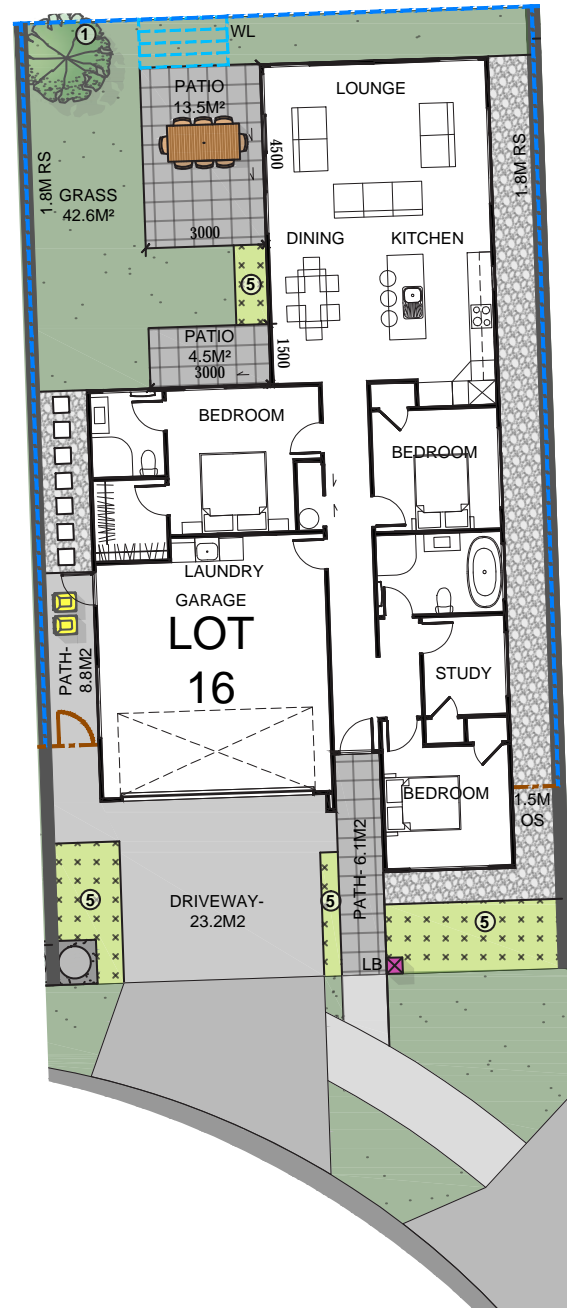 1
WL
PATIO
13.5M²
LOUNGE
4500
1.8M RS
1.8M RS
GRASS
42.6M²
3000
DINING
KITCHEN
5
PATIO
4.5M²
3000
1500
BEDROOM
BEDROOM
LAUNDRY
GARAGE
LOT
16
PATH-
8.8M2
STUDY
BEDROOM
1.5M
OS
PATH- 6.1M2
DRIVEWAY-
23.2M2
5
5
5
LB